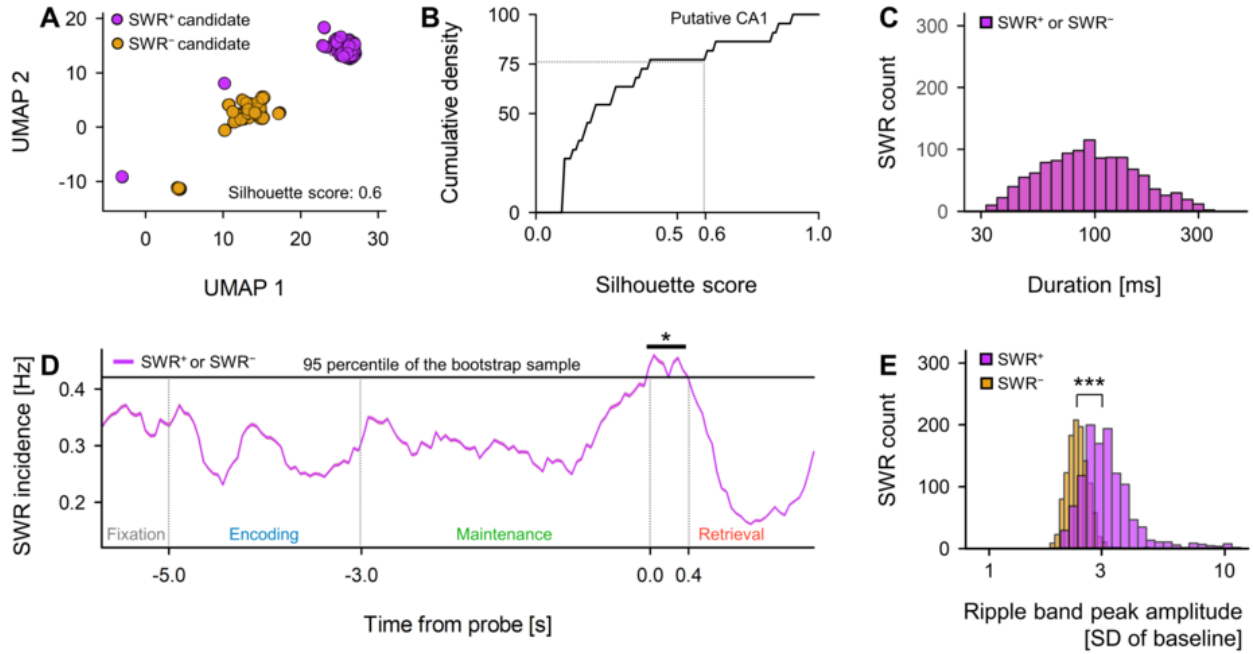 A
SWR⁺ candidate
SWR⁻ candidate
20
10
0
-10
UMAP 2
Silhouette score: 0.6
0
10
20
30
UMAP 1
B
Putative CA1
100
75
50
0
Cumulative density
0.0
0.5
0.6
1.0
Silhouette score
C
SWR⁺ or SWR⁻
300
200
100
0
SWR count
30
100
300
Duration [ms]
D
SWR⁺ or SWR⁻
95 percentile of the bootstrap sample
*
0.4
0.3
0.2
SWR incidence [Hz]
Fixation
Encoding
Maintenance
Retrieval
-5.0
-3.0
0.0
0.4
Time from probe [s]
E
SWR⁺
SWR⁻
***
300
200
100
0
SWR count
1
3
10
Ripple band peak amplitude
[SD of baseline]